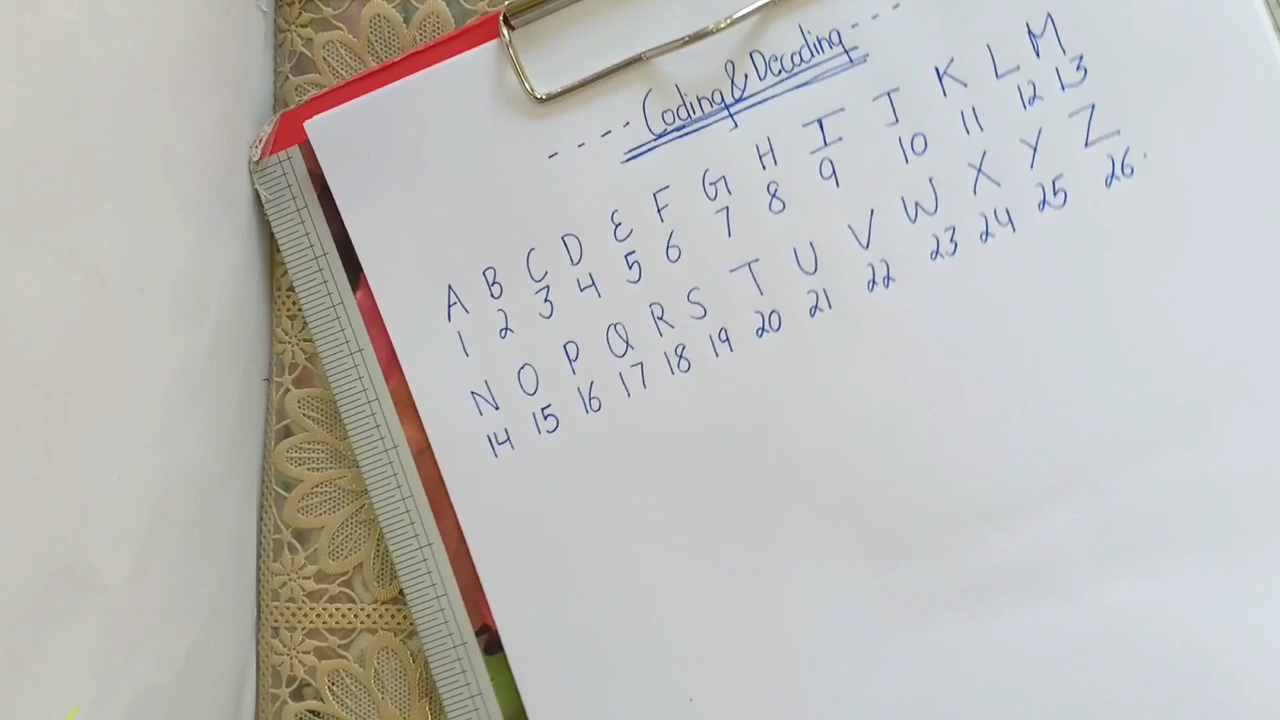 ---- Coding & Decoding ---
A B C D E F G H I J K L M
1 2 3 4 5 6 7 8 9 10 11 12 13
N O P Q R S T U V W X Y Z
14 15 16 17 18 19 20 21 22 23 24 25 26.